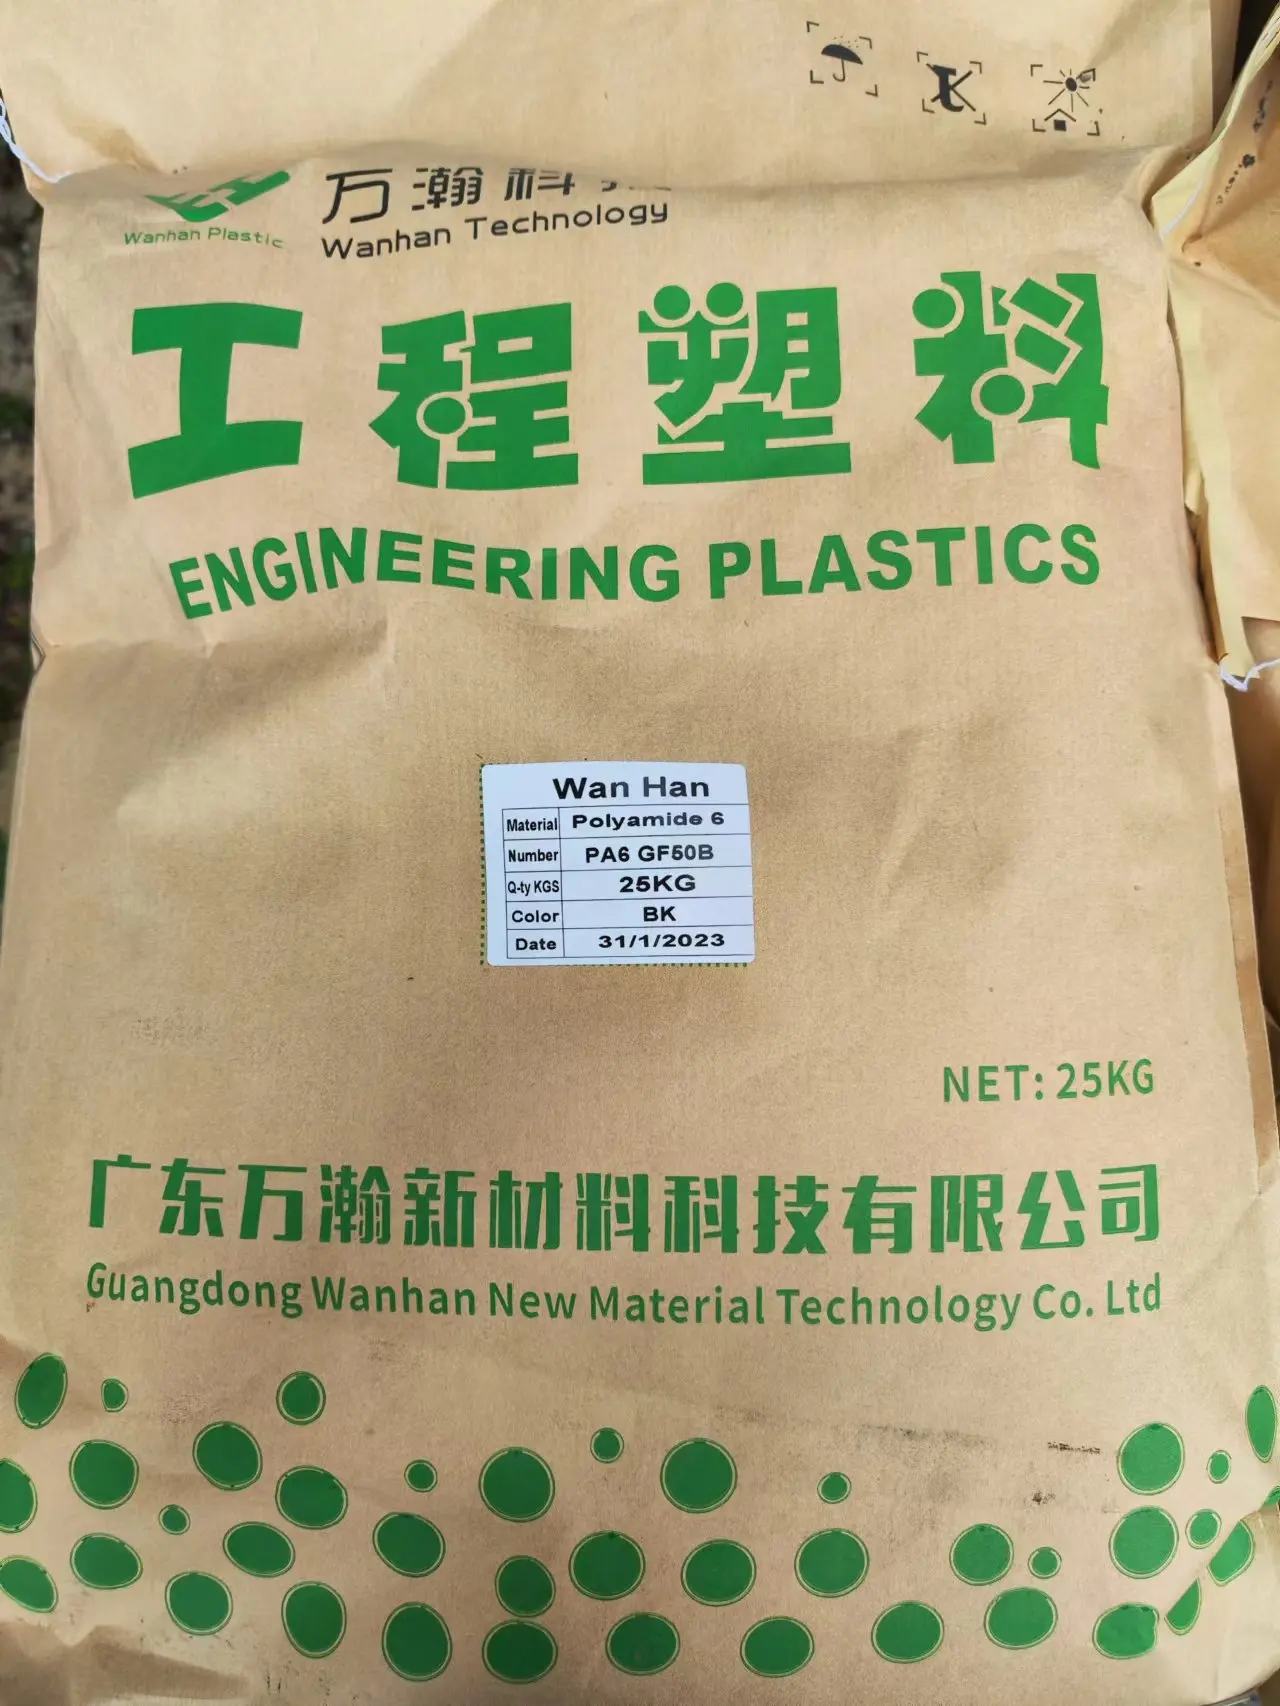 万瀚科
Wanhan Plastic
Wanhan Technology
工程塑料
ENGINEERING PLASTICS
Wan Han
Material Polyamide 6
Number PA6 GF50B
Q-ty KGS 25KG
Color BK
Date 31/1/2023
NET: 25KG
广东万瀚新材料科技有限公司
Guangdong Wanhan New Material Technology Co. Ltd